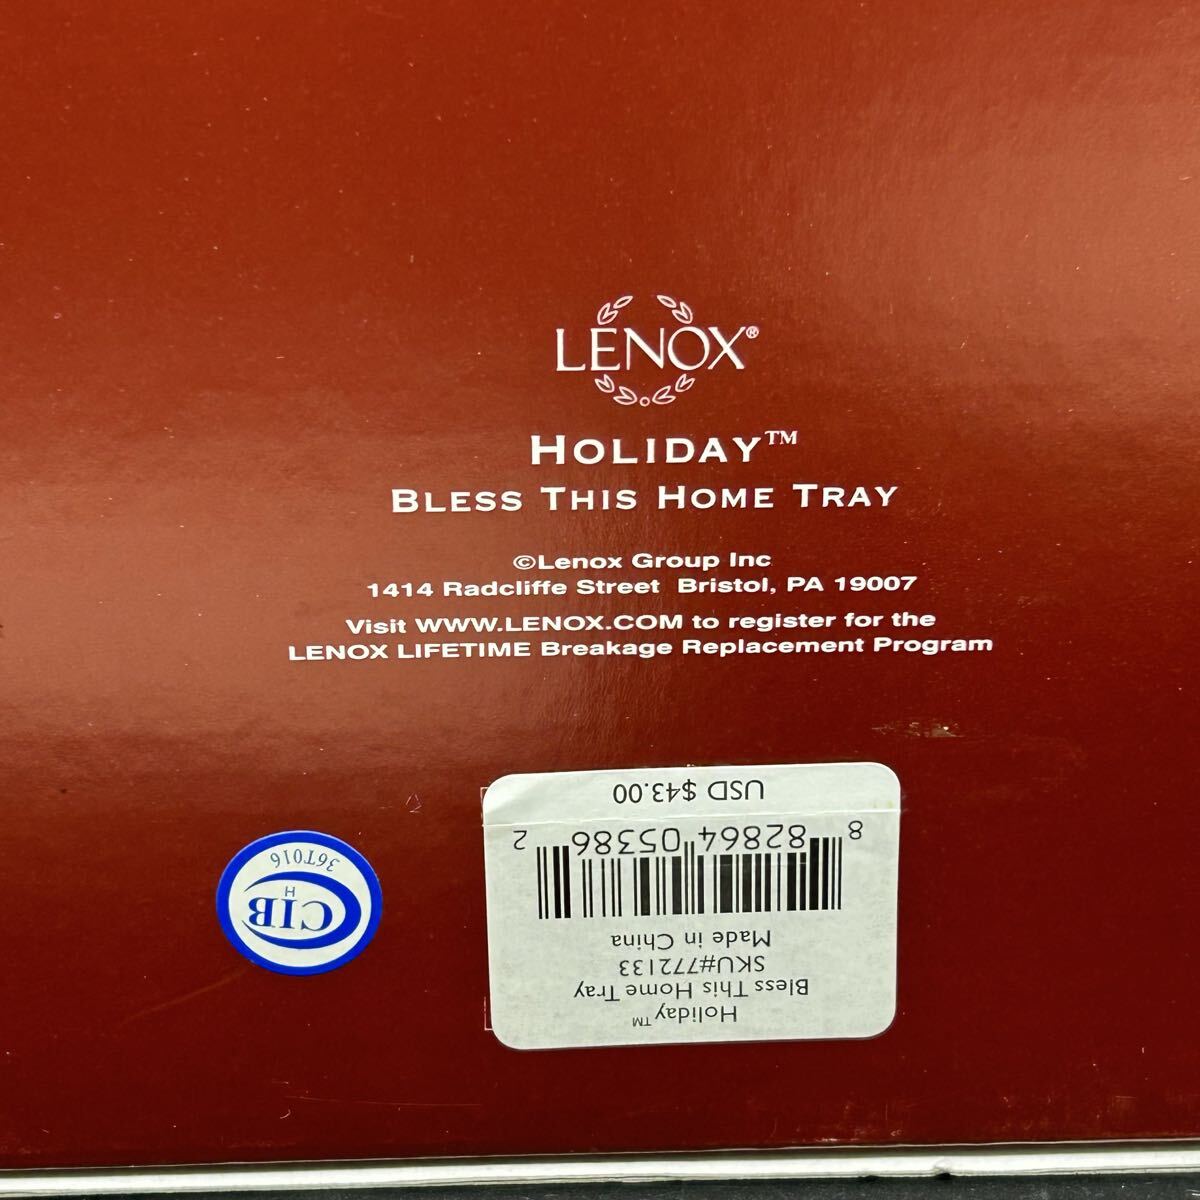 LENOX®
HOLIDAY™
BLESS THIS HOME TRAY
©Lenox Group Inc
1414 Radcliffe Street Bristol, PA 19007
Visit WWW.LENOX.COM to register for the
LENOX LIFETIME Breakage Replacement Program
Holiday™
Bless This Home Tray
SKU#772133
Made in China
8 82864 05386 2
USD $43.00
CIB
H
36T016